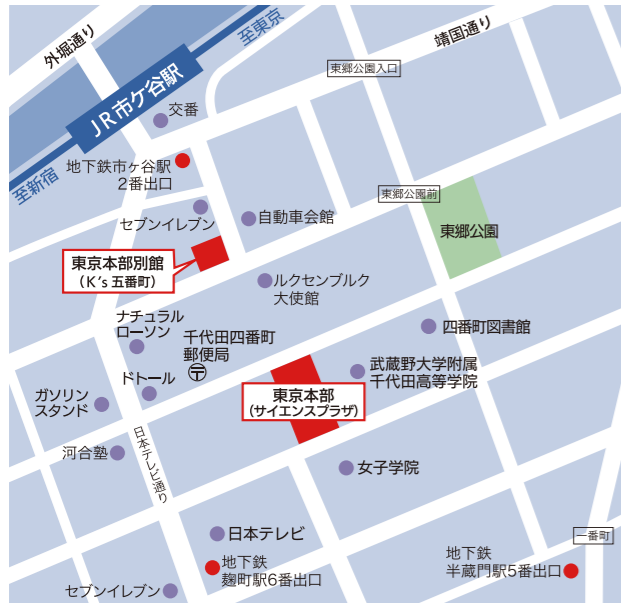 外堀通り
至東京
靖国通り
東郷公園入口
JR市ケ谷駅
交番
地下鉄市ヶ谷駅
2番出口
至新宿
東郷公園前
セブンイレブン
自動車会館
東郷公園
東京本部別館
(K's 五番町)
ルクセンブルク
大使館
ナチュラル
ローソン
千代田四番町
郵便局
〒
四番町図書館
武蔵野大学附属
千代田高等学院
ドトール
東京本部
(サイエンスプラザ)
ガソリン
スタンド
日本テレビ通り
河合塾
女子学院
日本テレビ
一番町
地下鉄
麹町駅6番出口
地下鉄
半蔵門駅5番出口
セブンイレブン